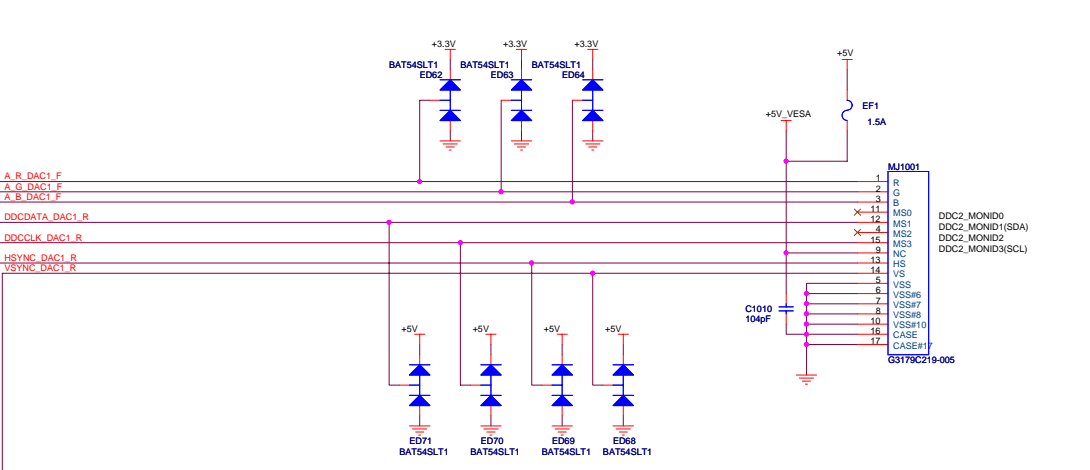 +3.3V +3.3V +3.3V
+5V
BAT54SLT1 BAT54SLT1 BAT54SLT1
ED62 ED63 ED64
EF1
+5V_VESA
1.5A
MJ1001
A_R_DAC1_F 1 R
A_G_DAC1_F 2 G
A_B_DAC1_F 3 B
11 MS0 DDC2_MONID0
DDCDATA_DAC1_R 12 MS1 DDC2_MONID1(SDA)
4 MS2 DDC2_MONID2
DDCCLK_DAC1_R 15 MS3 DDC2_MONID3(SCL)
9 NC
HSYNC_DAC1_R 13 HS
VSYNC_DAC1_R 14 VS
5 VSS
6 VSS#6
7 VSS#7
C1010 8 VSS#8
104pF 10 VSS#10
+5V +5V +5V +5V 16 CASE
17 CASE#17
G3179C219-005
ED71 ED70 ED69 ED68
BAT54SLT1 BAT54SLT1 BAT54SLT1 BAT54SLT1